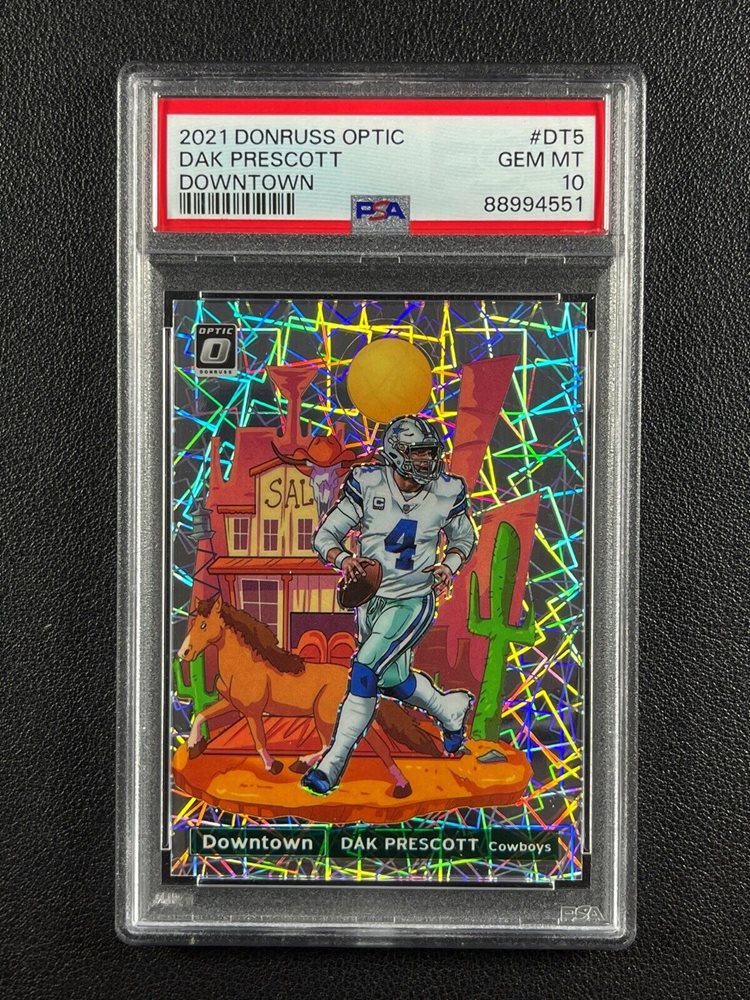 2021 DONRUSS OPTIC #DT5
DAK PRESCOTT GEM MT
DOWNTOWN 10
PSA 88994551
OPTIC
DONRUSS
SAL
4
C
Downtown DAK PRESCOTT Cowboys
PSA